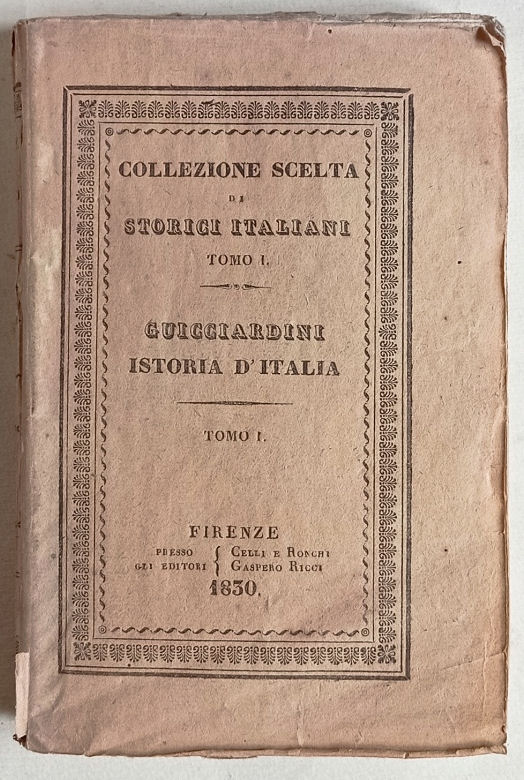 COLLEZIONE SCELTA
DI
STORICI ITALIANI
TOMO I.
GUICCIARDINI
ISTORIA D'ITALIA
TOMO I.
FIRENZE
PRESSO { CELLI E RONCHI
GLI EDITORI { GASPERO RICCI
1830.